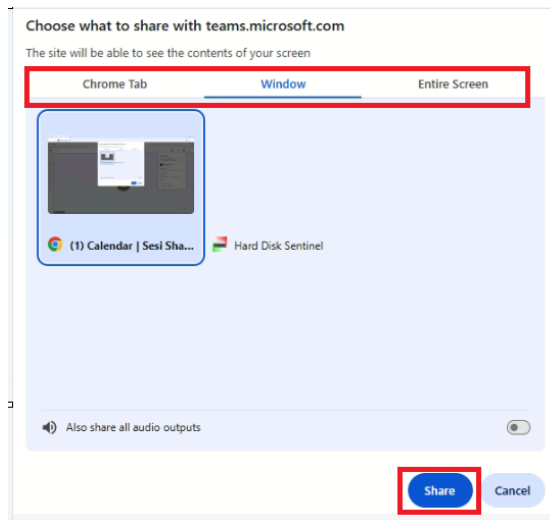 Choose what to share with teams.microsoft.com
The site will be able to see the contents of your screen
Chrome Tab Window Entire Screen
(1) Calendar | Sesi Sha... Hard Disk Sentinel
Also share all audio outputs
Share Cancel